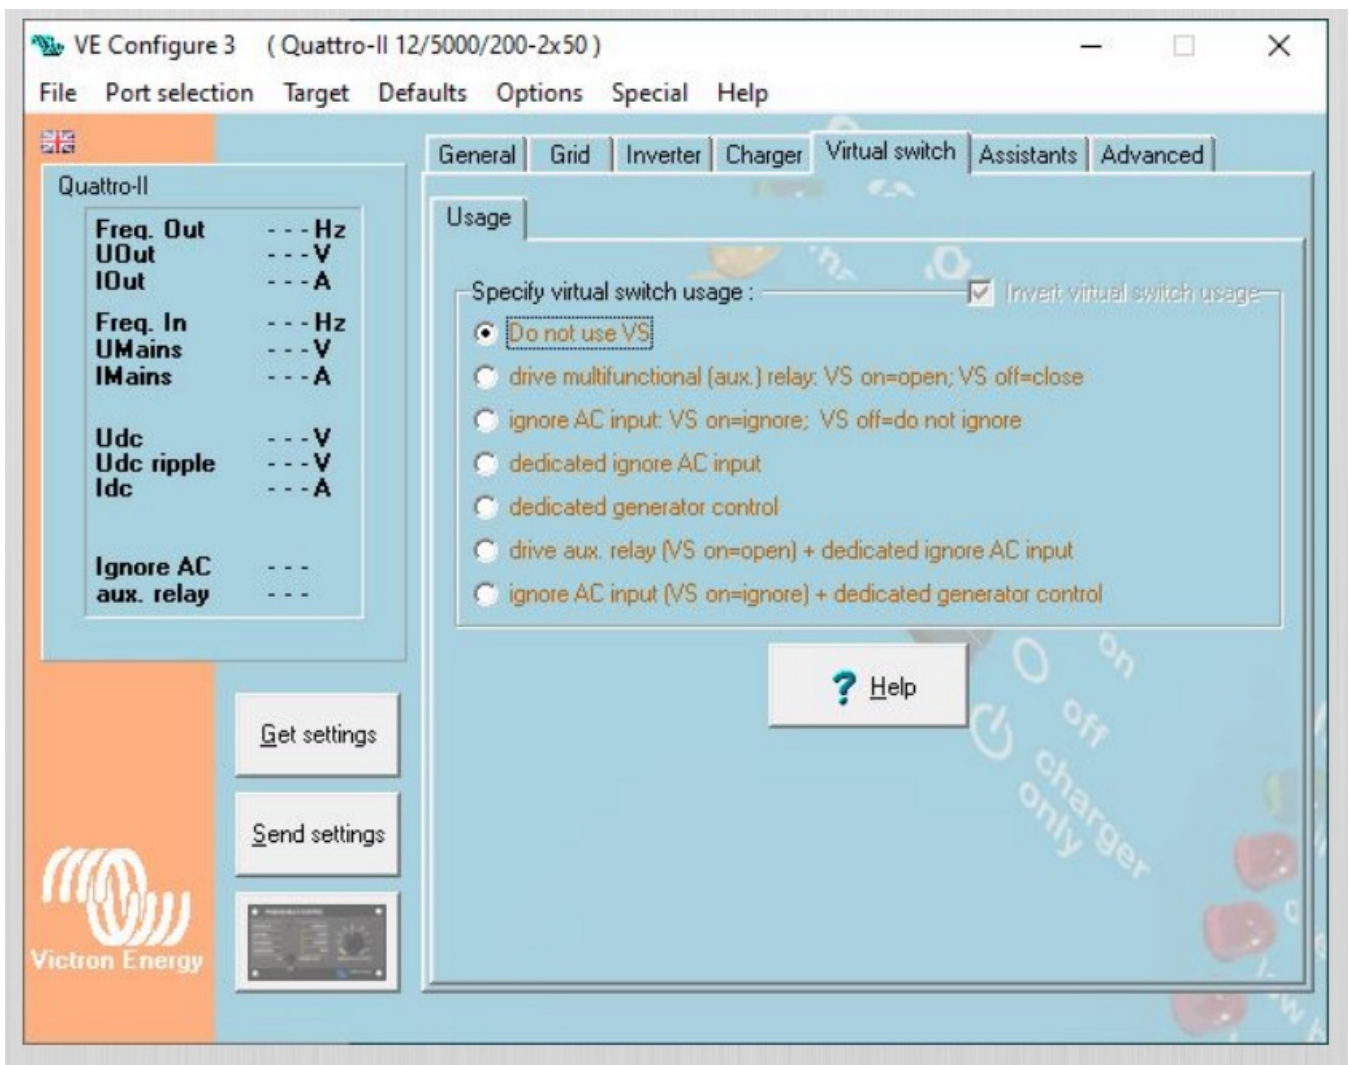 VE Configure 3 ( Quattro-II 12/5000/200-2x50 )
File Port selection Target Defaults Options Special Help
General Grid Inverter Charger Virtual switch Assistants Advanced
Quattro-II
Freq. Out - - - Hz
UOut - - - V
IOut - - - A
Freq. In - - - Hz
UMains - - - V
IMains - - - A
Udc - - - V
Udc ripple - - - V
Idc - - - A
Ignore AC - - -
aux. relay - - -
Get settings
Send settings
Victron Energy
Usage
Specify virtual switch usage :
Invert virtual switch usage
Do not use VS
drive multifunctional (aux.) relay: VS on=open; VS off=close
ignore AC input: VS on=ignore; VS off=do not ignore
dedicated ignore AC input
dedicated generator control
drive aux. relay (VS on=open) + dedicated ignore AC input
ignore AC input (VS on=ignore) + dedicated generator control
? Help
on
off
charger
only